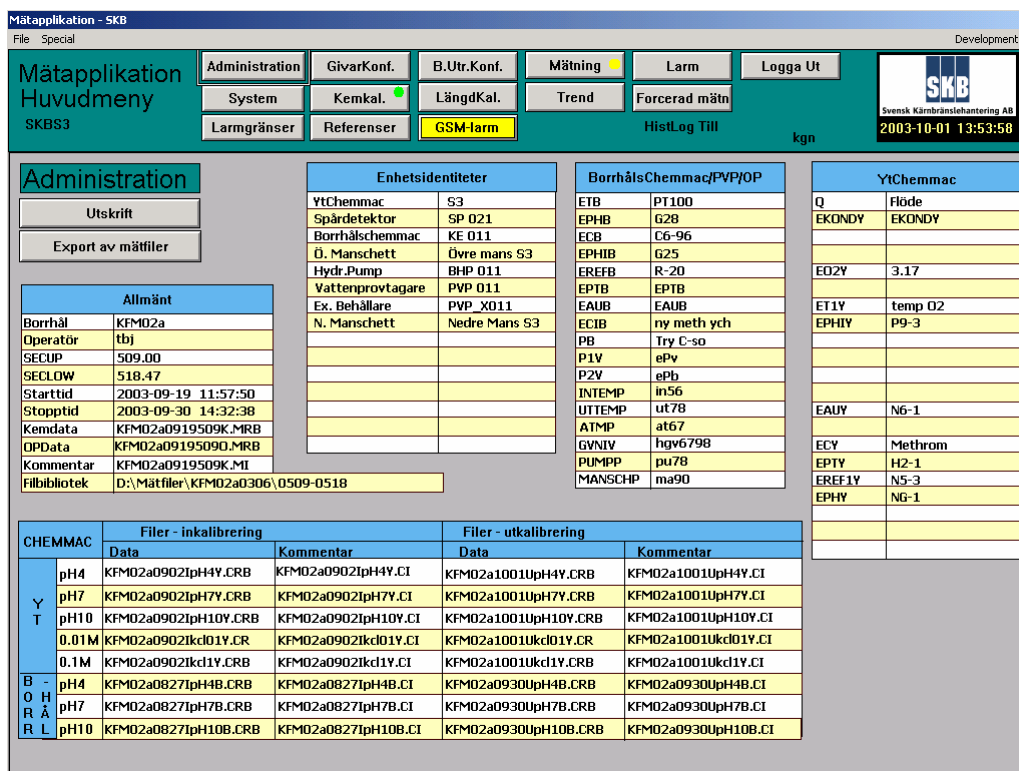 Mätapplikation - SKB
File Special Development
Mätapplikation
Huvudmeny
SKBS3
Administration GivarKonf. B.Utr.Konf. Mätning Larm Logga Ut
System Kemkal. LängdKal. Trend Forcerad mätn
Larmgränser Referenser GSM-larm HistLog Till kgn
SKB
Svensk Kärnbränslehantering AB
2003-10-01 13:53:58
Administration
Utskrift
Export av mätfiler
Allmänt
Borrhål KFM02a
Operatör tbj
SECUP 509.00
SECLOW 518.47
Starttid 2003-09-19 11:57:50
Stopptid 2003-09-30 14:32:38
Kemdata KFM02a0919509K.MRB
OPData KFM02a0919509O.MRB
Kommentar KFM02a0919509K.MI
Filbibliotek D:\Mätfiler\KFM02a0306\0509-0518
Enhetsidentiteter
YtChemmac S3
Spårdetektor SP 021
Borrhålschemmac KE 011
Ö. Manschett Övre mans S3
Hydr.Pump BHP 011
Vattenprovtagare PVP 011
Ex. Behållare PVP_X011
N. Manschett Nedre Mans S3
BorrhålsChemmac/PVP/OP
ETB PT100
EPHB G28
ECB C6-96
EPHIB G25
EREFB R-20
EPTB EPTB
EAUB EAUB
ECIB ny meth ych
PB Try C-so
P1V ePv
P2V ePb
INTEMP in56
UTTEMP ut78
ATMP at67
GVNIV hgv6798
PUMPP pu78
MANSCHP ma90
YtChemmac
Q Flöde
EKONDY EKONDY
EO2Y 3.17
ET1Y temp O2
EPHIY P9-3
EAUY N6-1
ECY Methrom
EPTY H2-1
EREF1Y N5-3
EPHY NG-1
CHEMMAC Filer - inkalibrering Filer - utkalibrering
Data Kommentar Data Kommentar
YT
pH4 KFM02a0902IpH4Y.CRB KFM02a0902IpH4Y.CI KFM02a1001UpH4Y.CRB KFM02a1001UpH4Y.CI
pH7 KFM02a0902IpH7Y.CRB KFM02a0902IpH7Y.CI KFM02a1001UpH7Y.CRB KFM02a1001UpH7Y.CI
pH10 KFM02a0902IpH10Y.CRB KFM02a0902IpH10Y.CI KFM02a1001UpH10Y.CRB KFM02a1001UpH10Y.CI
0.01M KFM02a0902Ikcl01Y.CR KFM02a0902Ikcl01Y.CI KFM02a1001Ukcl01Y.CR KFM02a1001Ukcl01Y.CI
0.1M KFM02a0902Ikcl1Y.CRB KFM02a0902Ikcl1Y.CI KFM02a1001Ukcl1Y.CRB KFM02a1001Ukcl1Y.CI
BORR-HÅL
pH4 KFM02a0827IpH4B.CRB KFM02a0827IpH4B.CI KFM02a0930UpH4B.CRB KFM02a0930UpH4B.CI
pH7 KFM02a0827IpH7B.CRB KFM02a0827IpH7B.CI KFM02a0930UpH7B.CRB KFM02a0930UpH7B.CI
pH10 KFM02a0827IpH10B.CRB KFM02a0827IpH10B.CI KFM02a0930UpH10B.CRB KFM02a0930UpH10B.CI